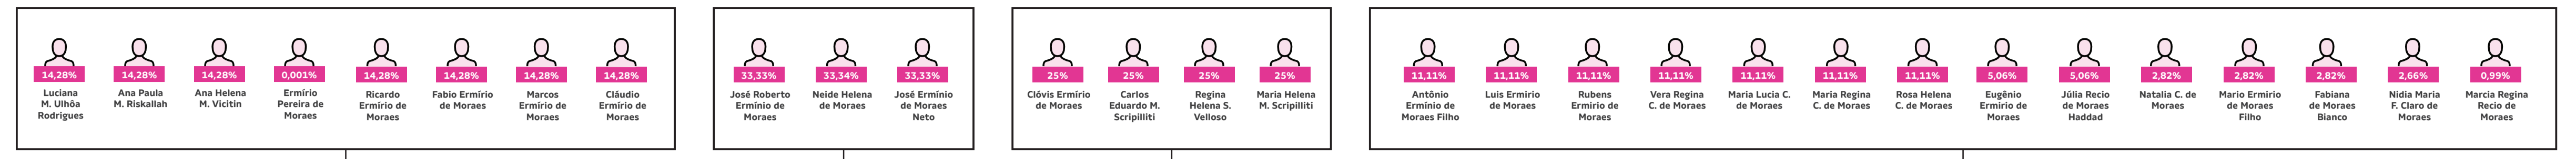 14,28%
Luciana
M. Ulhôa
Rodrigues
14,28%
Ana Paula
M. Riskallah
14,28%
Ana Helena
M. Vicitin
0,001%
Ermírio
Pereira de
Moraes
14,28%
Ricardo
Ermírio de
Moraes
14,28%
Fabio Ermírio
de Moraes
14,28%
Marcos
Ermírio de
Moraes
14,28%
Cláudio
Ermírio de
Moraes
33,33%
José Roberto
Ermínio de
Moraes
33,34%
Neide Helena
de Moraes
33,33%
José Ermínio
de Moraes
Neto
25%
Clóvis Ermírio
de Moraes
25%
Carlos
Eduardo M.
Scripilliti
25%
Regina
Helena S.
Velloso
25%
Maria Helena
M. Scripilliti
11,11%
Antônio
Ermínio de
Moraes Filho
11,11%
Luis Ermirio
de Moraes
11,11%
Rubens
Ermirio de
Moraes
11,11%
Vera Regina
C. de Moraes
11,11%
Maria Lucia C.
de Moraes
11,11%
Maria Regina
C. de Moraes
11,11%
Rosa Helena
C. de Moraes
5,06%
Eugênio
Ermirio de
Moraes
5,06%
Júlia Recio
de Moraes
Haddad
2,82%
Natalia C. de
Moraes
2,82%
Mario Ermirio
de Moraes
Filho
2,82%
Fabiana
de Moraes
Bianco
2,66%
Nidia Maria
F. Claro de
Moraes
0,99%
Marcia Regina
Recio de
Moraes